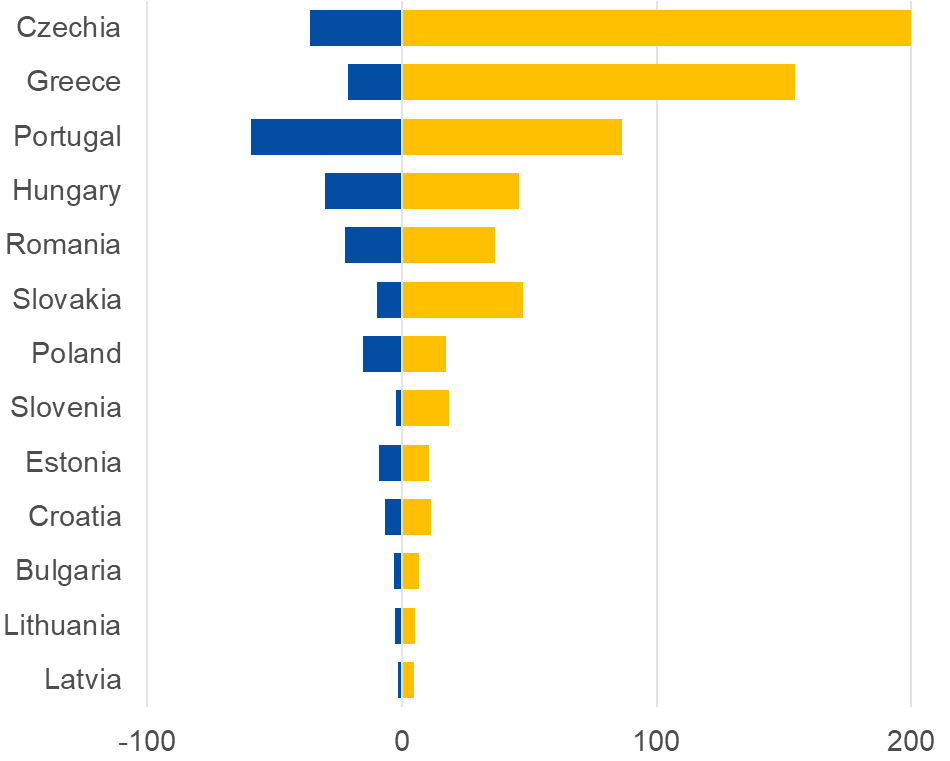 Czechia
Greece
Portugal
Hungary
Romania
Slovakia
Poland
Slovenia
Estonia
Croatia
Bulgaria
Lithuania
Latvia
-100 0 100 200